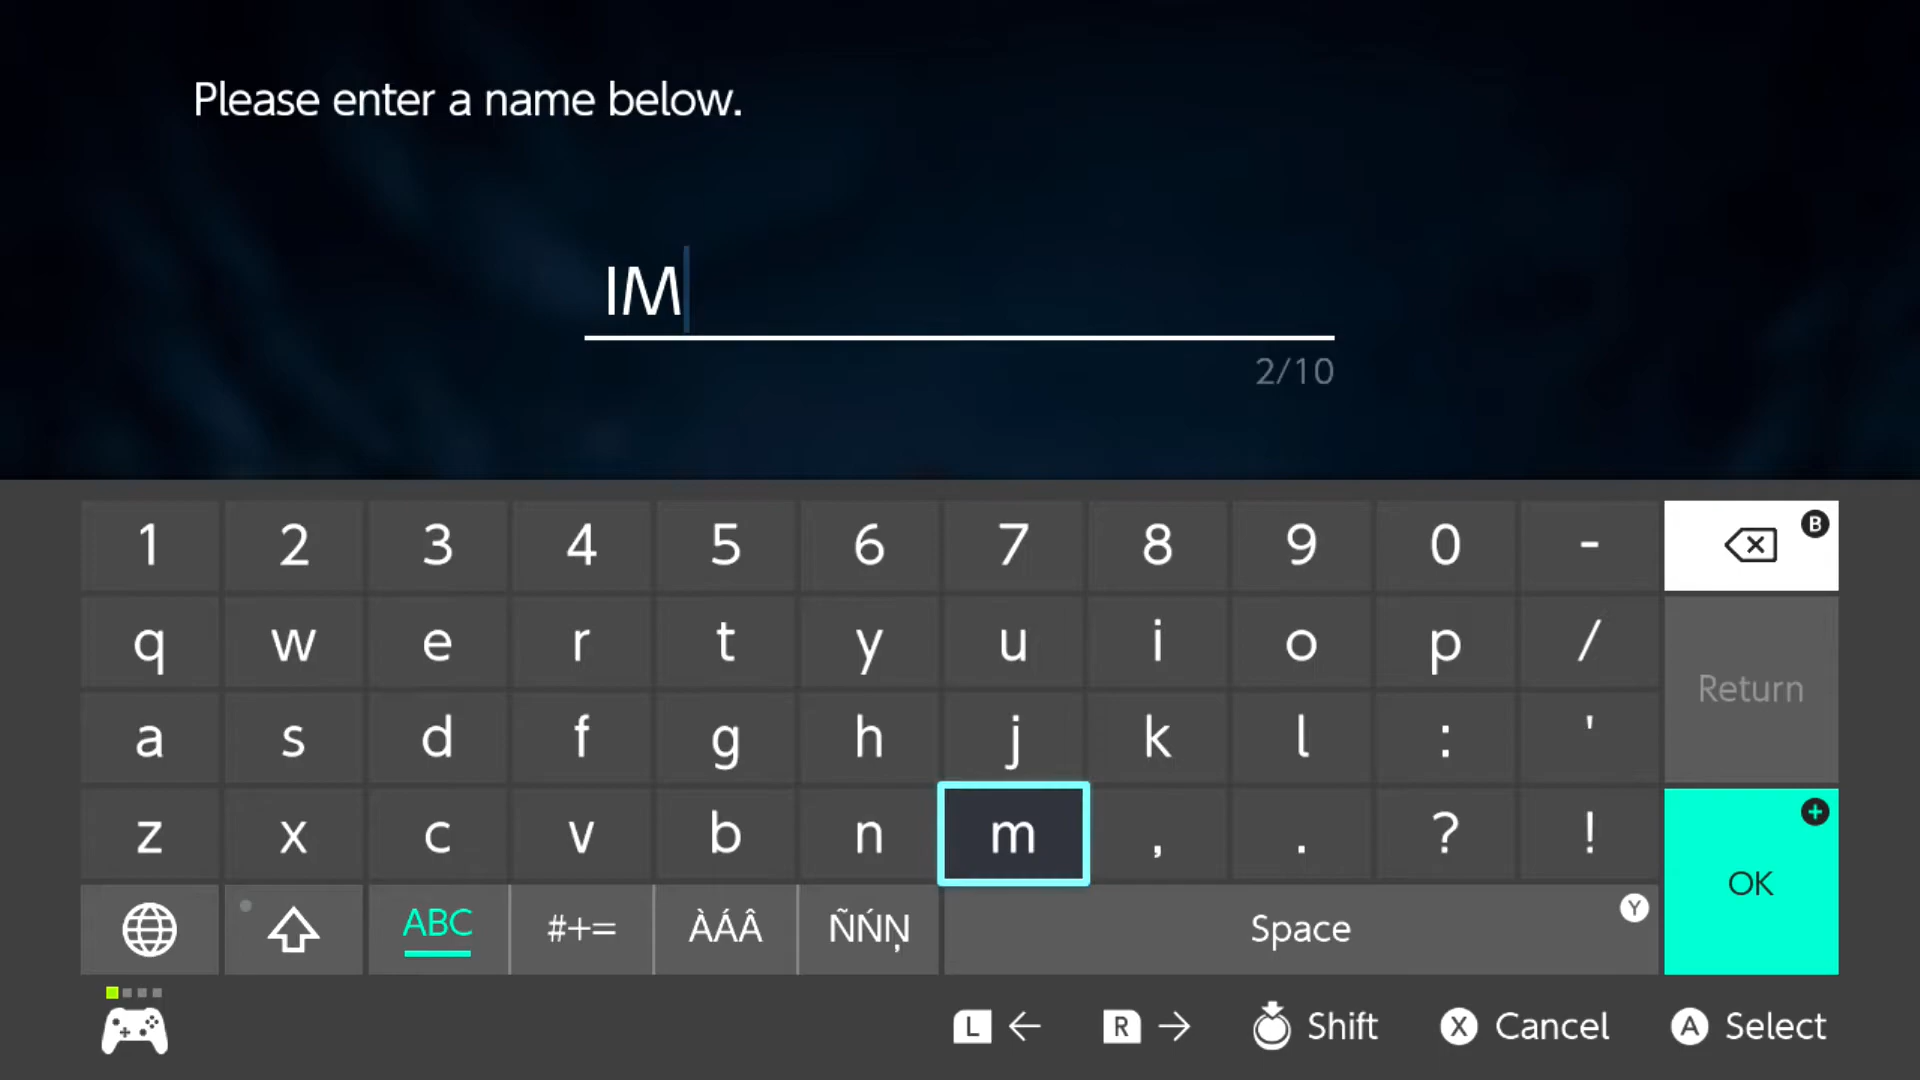 Please enter a name below.
IM
2/10
1 2 3 4 5 6 7 8 9 0 - B
q w e r t y u i o p / Return
a s d f g h j k l : '
z x c v b n m , . ? ! +
OK
ABC #+= ÀÁÂ ÑŃŅ Space Y
L ← R → Shift X Cancel A Select